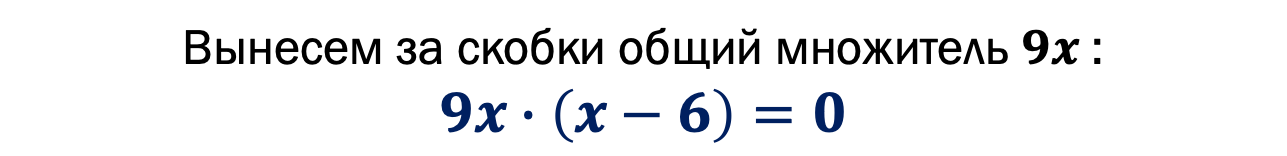 Вынесем за скобки общий множитель 9x :
9x · (x − 6) = 0